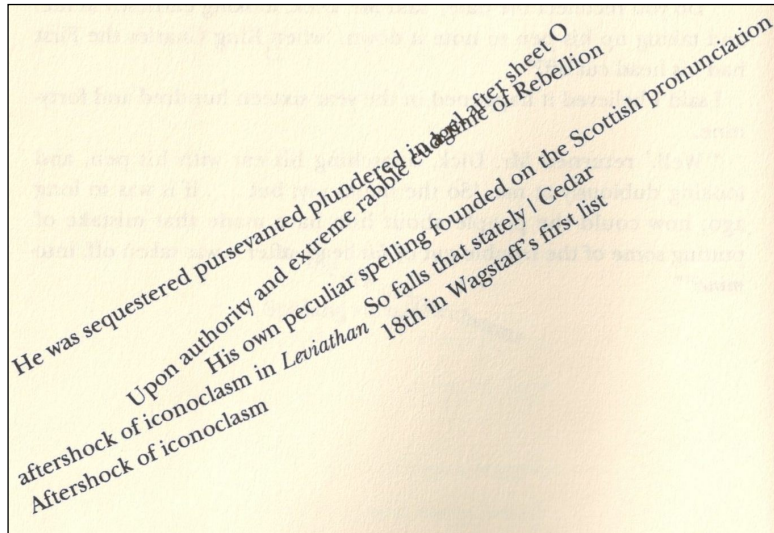 He was sequestered pursevanted plundered in after sheet O
Upon authority and extreme rabble of Rebellion
His own peculiar spelling founded on the Scottish pronunciation
aftershock of iconoclasm in Leviathan So falls that stately Cedar
Aftershock of iconoclasm 18th in Wagstaff's first list